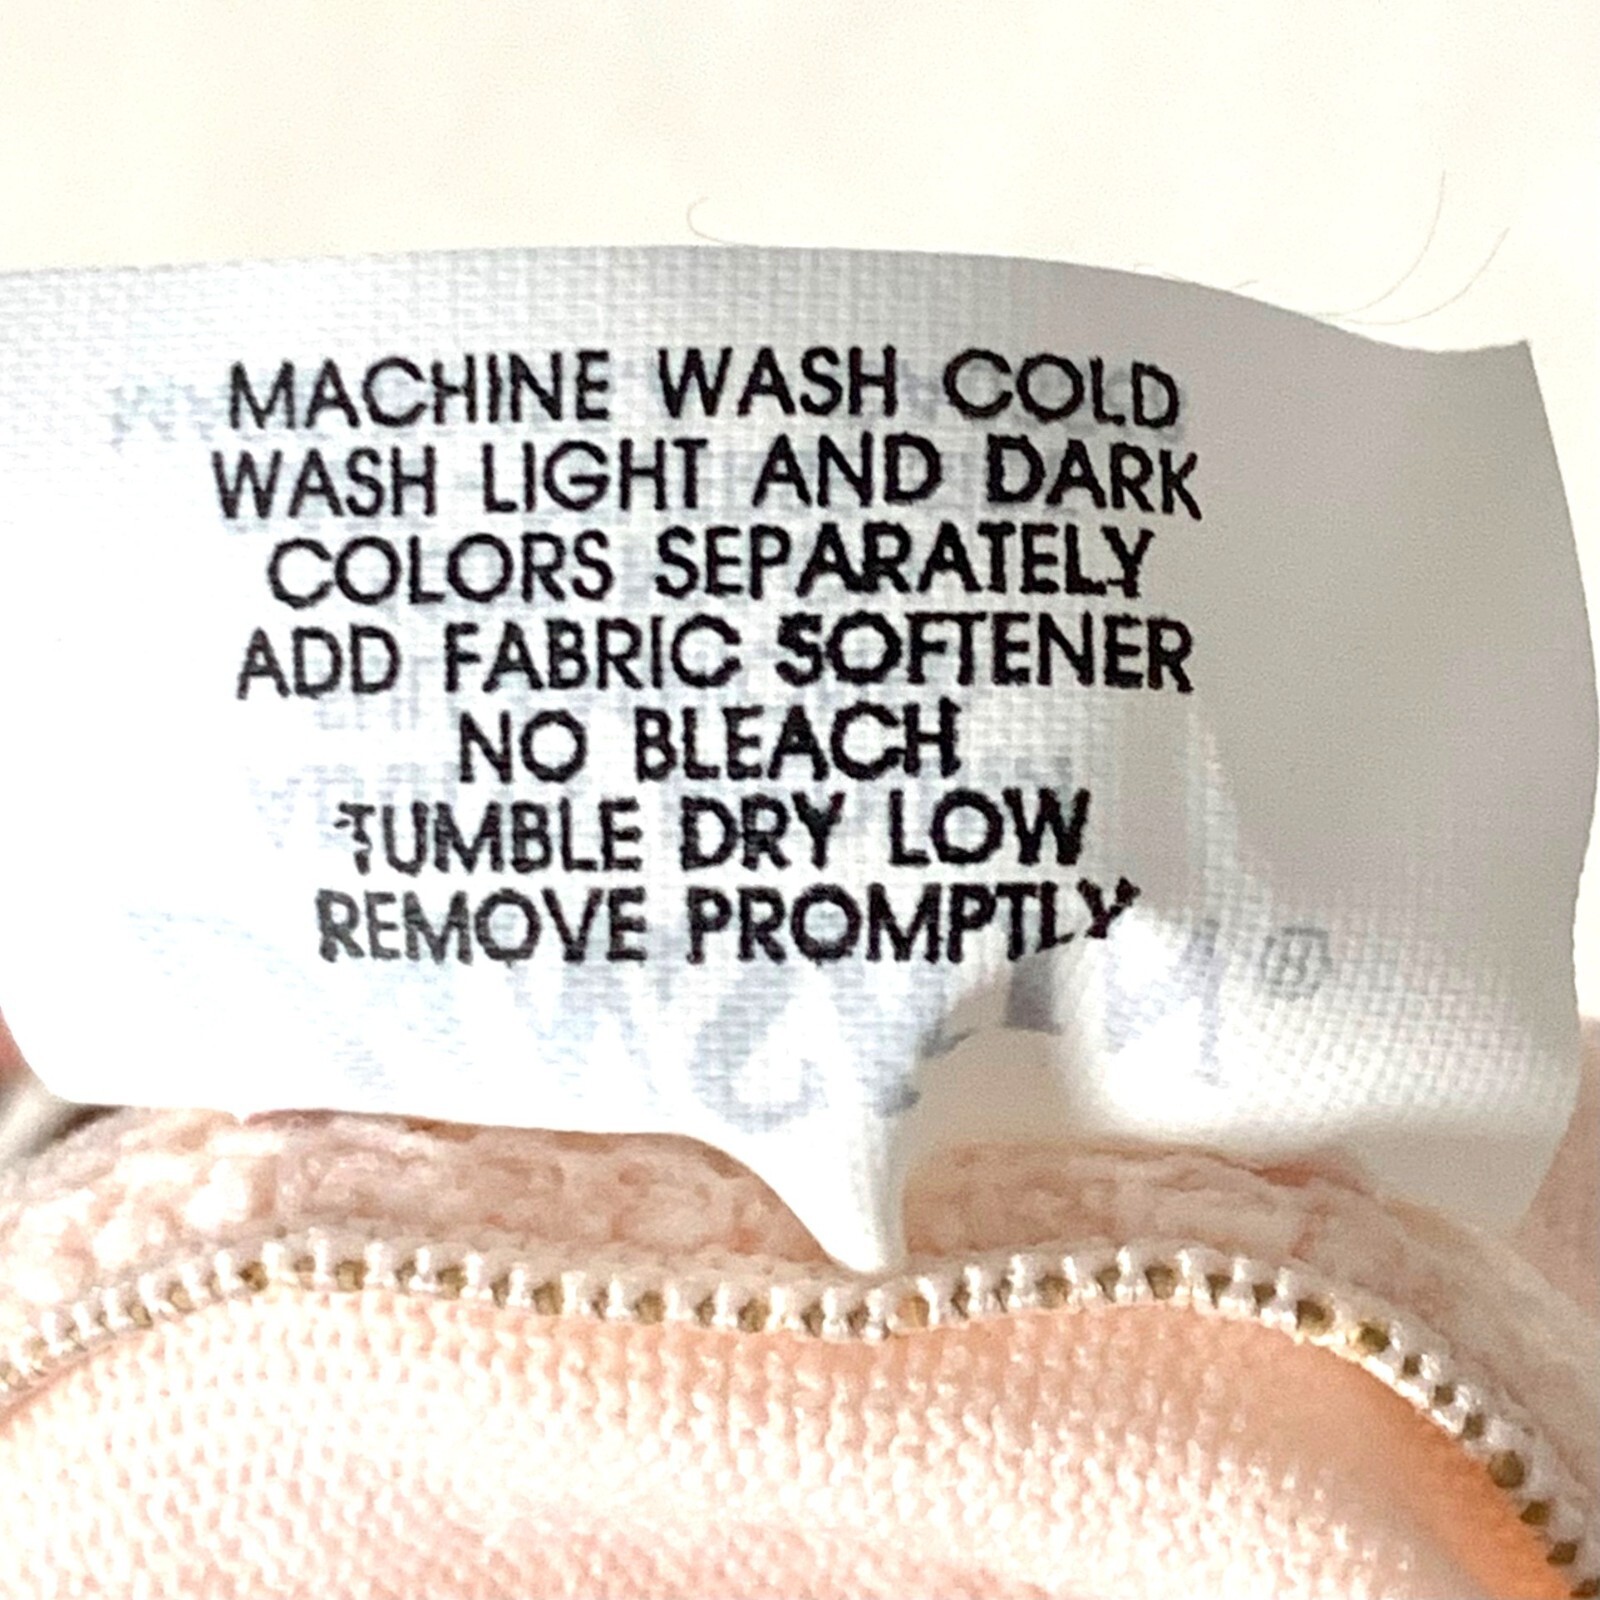 MACHINE WASH COLD
WASH LIGHT AND DARK
COLORS SEPARATELY
ADD FABRIC SOFTENER
NO BLEACH
TUMBLE DRY LOW
REMOVE PROMPTLY
®